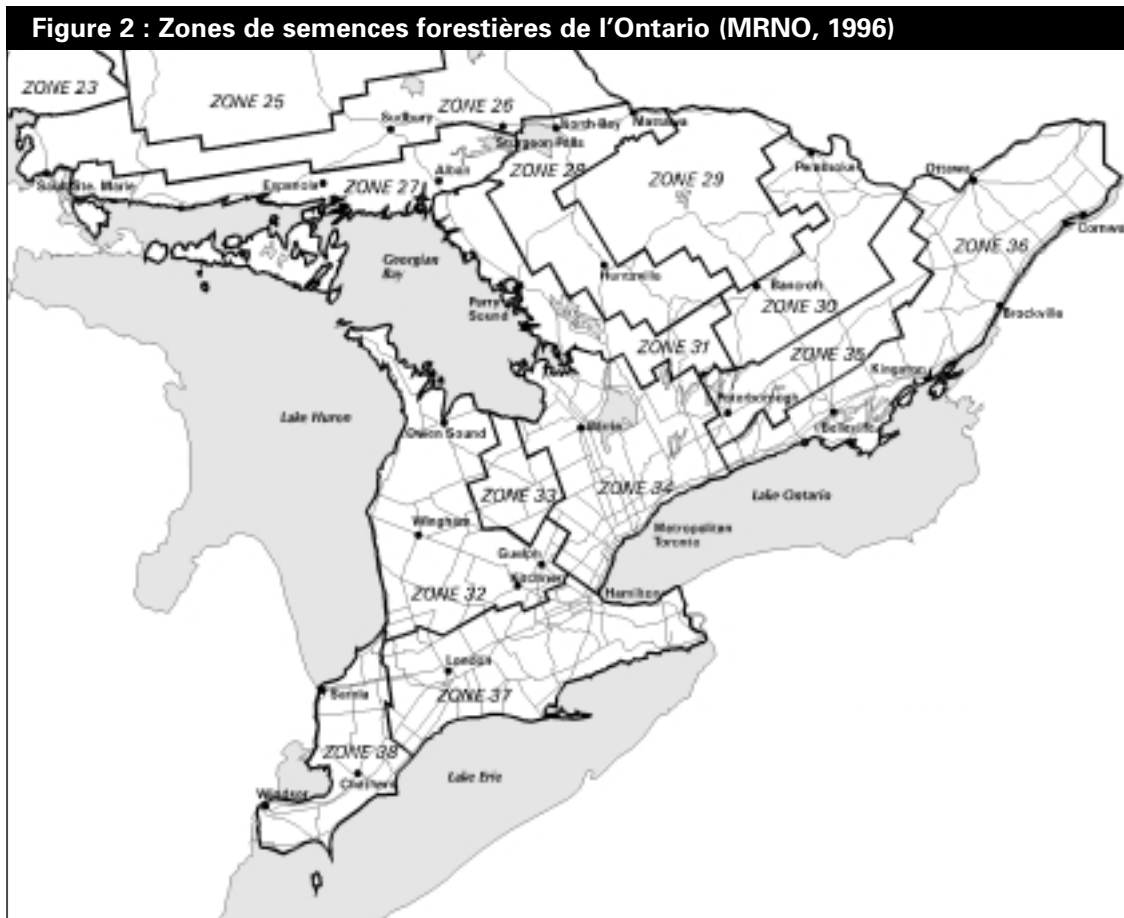 Figure 2 : Zones de semences forestières de l'Ontario (MRNO, 1996)
ZONE 23
ZONE 25
ZONE 26
Sudbury
North Bay
Mattawa
Sturgeon Falls
Sault Ste. Marie
Espanola
ZONE 27
Alban
ZONE 28
ZONE 29
Pembroke
Ottawa
ZONE 36
Cornwa
Georgian
Bay
Huntsville
Bancroft
Parry
Sound
ZONE 30
Brockville
ZONE 31
ZONE 35
Kingston
Lake Huron
Peterborough
Owen Sound
Barrie
Belleville
ZONE 33
ZONE 34
Lake Ontario
Wingham
Metropolitan
Toronto
Guelph
Kitchener
ZONE 32
Hamilton
London
Sarnia
ZONE 37
ZONE 38
Chatham
Lake Erie
Windsor